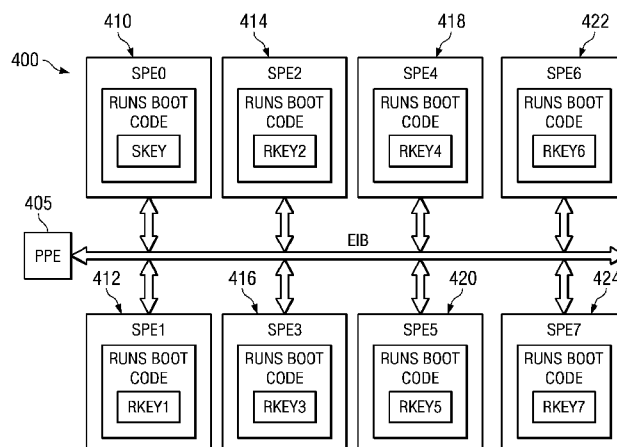 410
414
418
422
400
SPE0
SPE2
SPE4
SPE6
RUNS BOOT
CODE
SKEY
RUNS BOOT
CODE
RKEY2
RUNS BOOT
CODE
RKEY4
RUNS BOOT
CODE
RKEY6
405
PPE
EIB
412
416
420
424
SPE1
SPE3
SPE5
SPE7
RUNS BOOT
CODE
RKEY1
RUNS BOOT
CODE
RKEY3
RUNS BOOT
CODE
RKEY5
RUNS BOOT
CODE
RKEY7